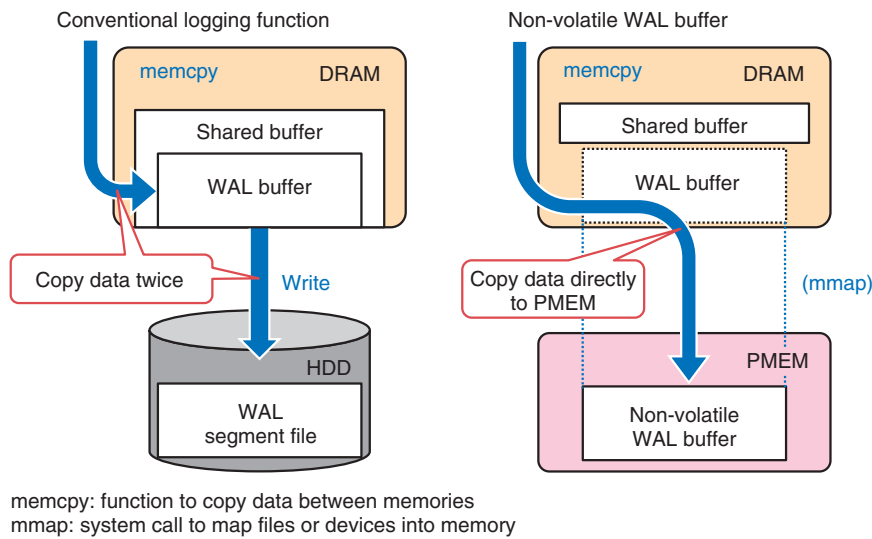 Conventional logging function
memcpy
DRAM
Shared buffer
WAL buffer
Copy data twice
Write
HDD
WAL
segment file
Non-volatile WAL buffer
memcpy
DRAM
Shared buffer
WAL buffer
Copy data directly
to PMEM
(mmap)
PMEM
Non-volatile
WAL buffer
memcpy: function to copy data between memories
mmap: system call to map files or devices into memory